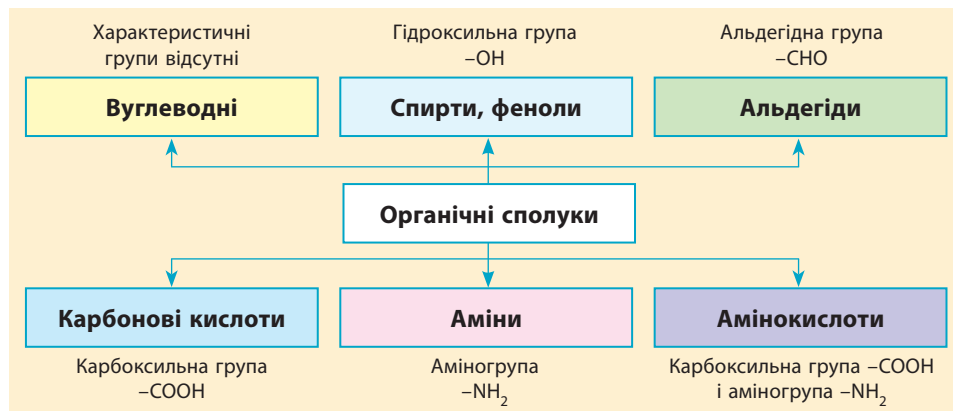 Характеристичні
групи відсутні
Гідроксильна група
–OH
Альдегідна група
–CHO
Вуглеводні
Спирти, феноли
Альдегіди
Органічні сполуки
Карбонові кислоти
Аміни
Амінокислоти
Карбоксильна група
–COOH
Аміногрупа
–NH₂
Карбоксильна група –COOH
і аміногрупа –NH₂